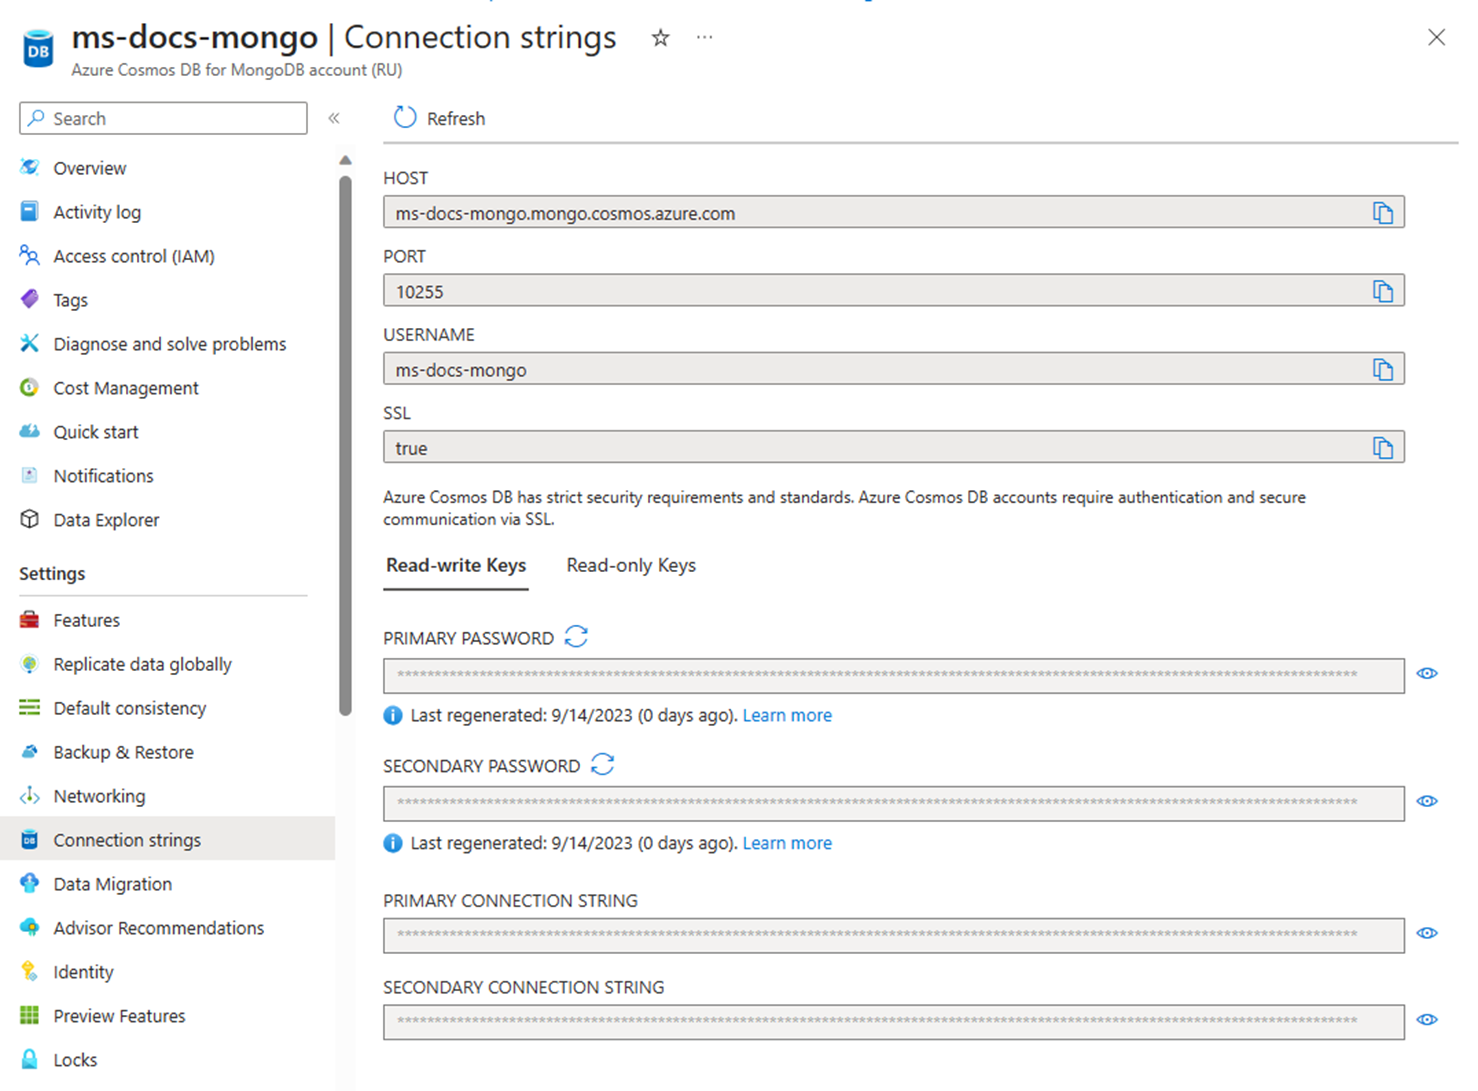 ms-docs-mongo | Connection strings
Azure Cosmos DB for MongoDB account (RU)
Search
Overview
Activity log
Access control (IAM)
Tags
Diagnose and solve problems
Cost Management
Quick start
Notifications
Data Explorer
Settings
Features
Replicate data globally
Default consistency
Backup & Restore
Networking
Connection strings
Data Migration
Advisor Recommendations
Identity
Preview Features
Locks
Refresh
HOST
ms-docs-mongo.mongo.cosmos.azure.com
PORT
10255
USERNAME
ms-docs-mongo
SSL
true
Azure Cosmos DB has strict security requirements and standards. Azure Cosmos DB accounts require authentication and secure
communication via SSL.
Read-write Keys Read-only Keys
PRIMARY PASSWORD
Last regenerated: 9/14/2023 (0 days ago). Learn more
SECONDARY PASSWORD
Last regenerated: 9/14/2023 (0 days ago). Learn more
PRIMARY CONNECTION STRING
SECONDARY CONNECTION STRING